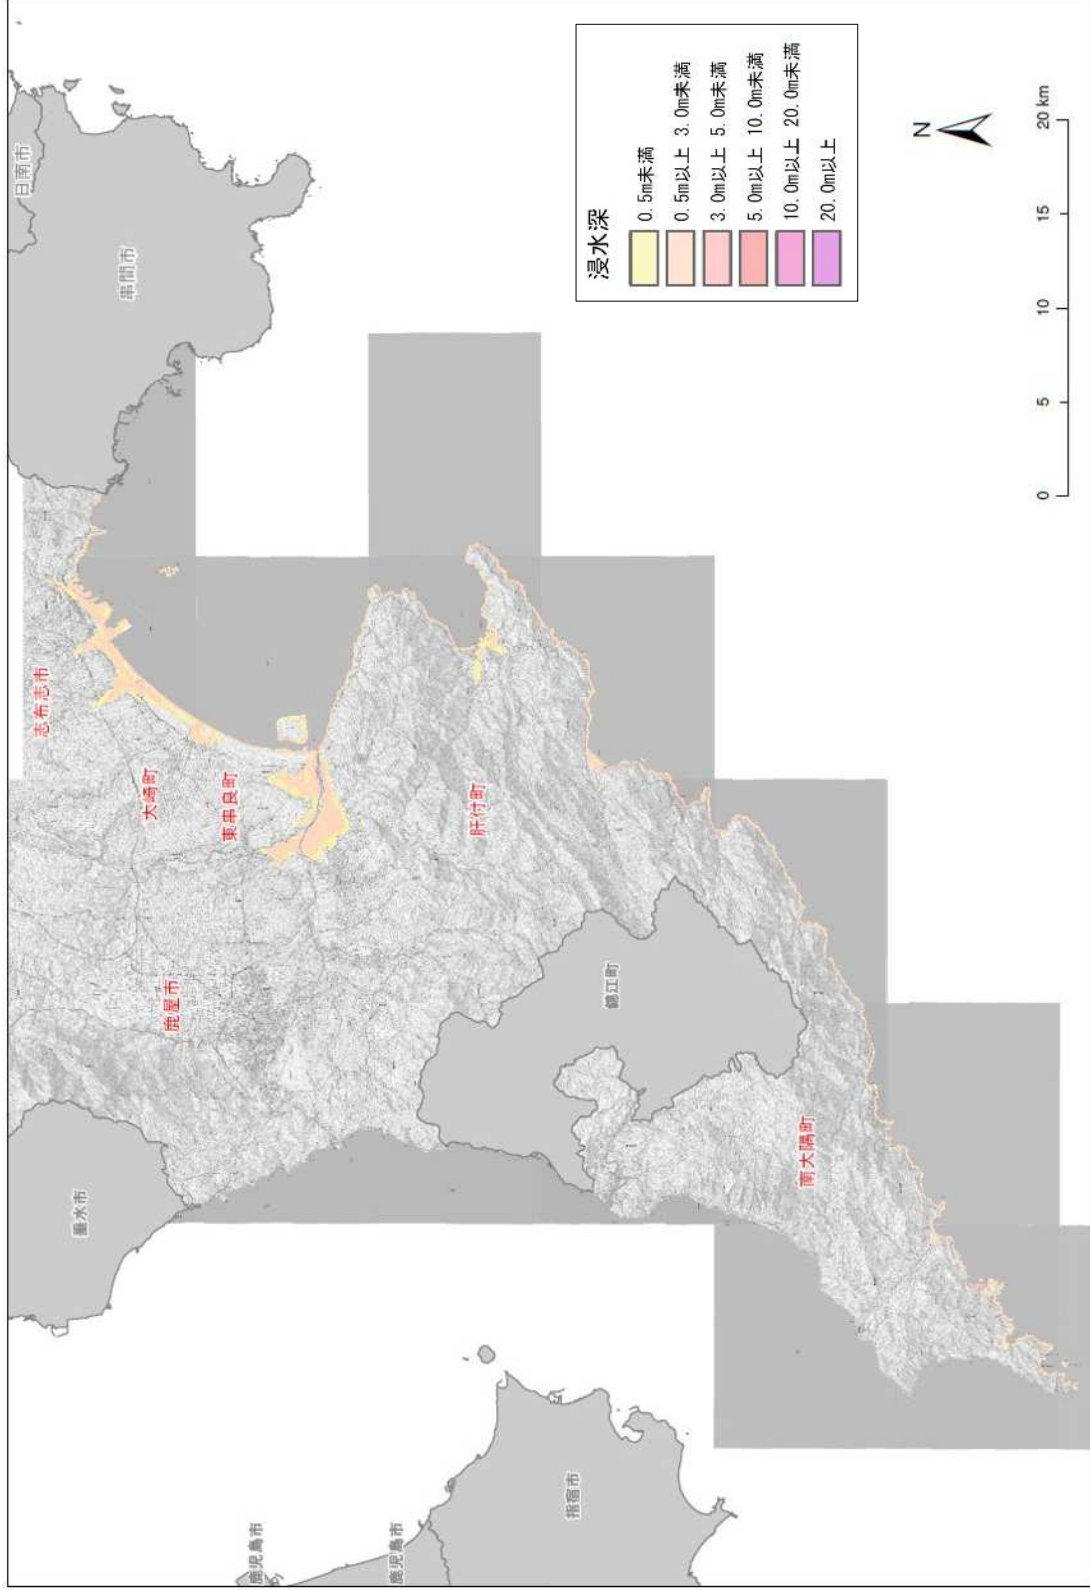 日南市
串間市
志布志市
大崎町
東串良町
肝付町
鹿屋市
錦江町
南大隅町
垂水市
指宿市
鹿児島市
鹿児島市
浸水深
0.5m未満
0.5m以上 3.0m未満
3.0m以上 5.0m未満
5.0m以上 10.0m未満
10.0m以上 20.0m未満
20.0m以上
N
0 5 10 15 20 km